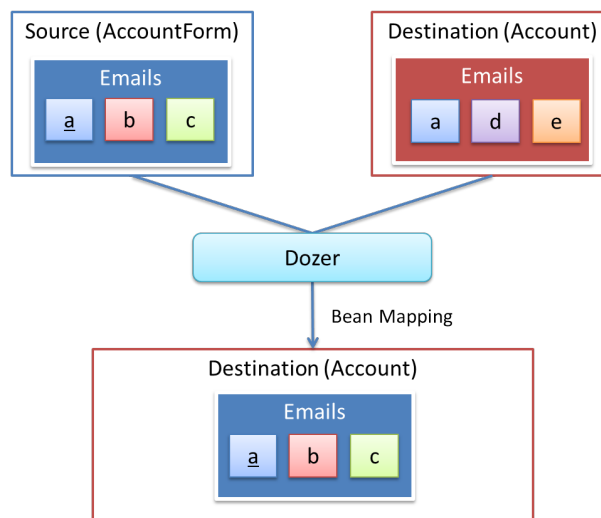 Source (AccountForm)
Emails
a b c
Destination (Account)
Emails
a d e
Dozer
Bean Mapping
Destination (Account)
Emails
a b c